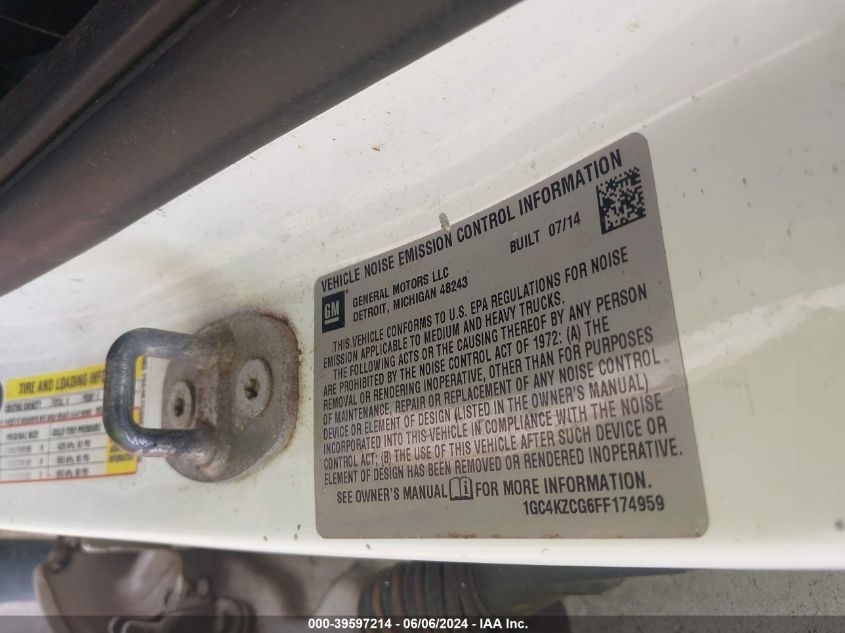 VEHICLE NOISE EMISSION CONTROL INFORMATION
GM
GENERAL MOTORS LLC
BUILT 07/14
DETROIT, MICHIGAN 48243
THIS VEHICLE CONFORMS TO U.S. EPA REGULATIONS FOR NOISE
EMISSION APPLICABLE TO MEDIUM AND HEAVY TRUCKS.
THE FOLLOWING ACTS OR THE CAUSING THEREOF BY ANY PERSON
ARE PROHIBITED BY THE NOISE CONTROL ACT OF 1972: (A) THE
REMOVAL OR RENDERING INOPERATIVE, OTHER THAN FOR PURPOSES
OF MAINTENANCE, REPAIR OR REPLACEMENT OF ANY NOISE CONTROL
DEVICE OR ELEMENT OF DESIGN (LISTED IN THE OWNER'S MANUAL)
INCORPORATED INTO THIS VEHICLE IN COMPLIANCE WITH THE NOISE
CONTROL ACT; (B) THE USE OF THIS VEHICLE AFTER SUCH DEVICE OR
ELEMENT OF DESIGN HAS BEEN REMOVED OR RENDERED INOPERATIVE.
SEE OWNER'S MANUAL FOR MORE INFORMATION.
1GC4KZCG6FF174959
TIRE AND LOADING
COLD TIRE PRESSURE
000-39597214 - 06/06/2024 - IAA Inc.